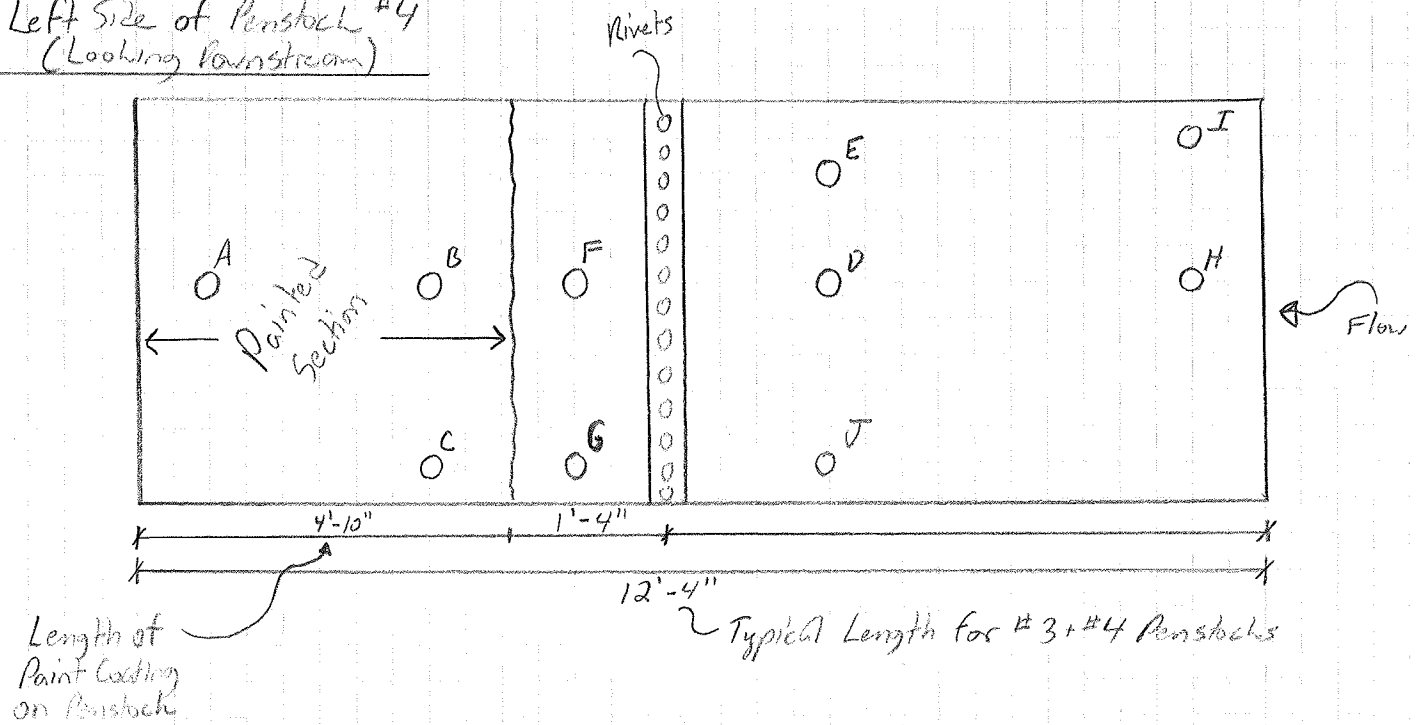 Left Side of Penstock #4
(Looking Downstream)
Rivets
A
B
C
Painted
Section
F
G
E
D
J
I
H
Flow
4'-10"
1'-4"
12'-4"
Typical Length for #3 + #4 Penstocks
Length of
Paint Coating
on Penstock